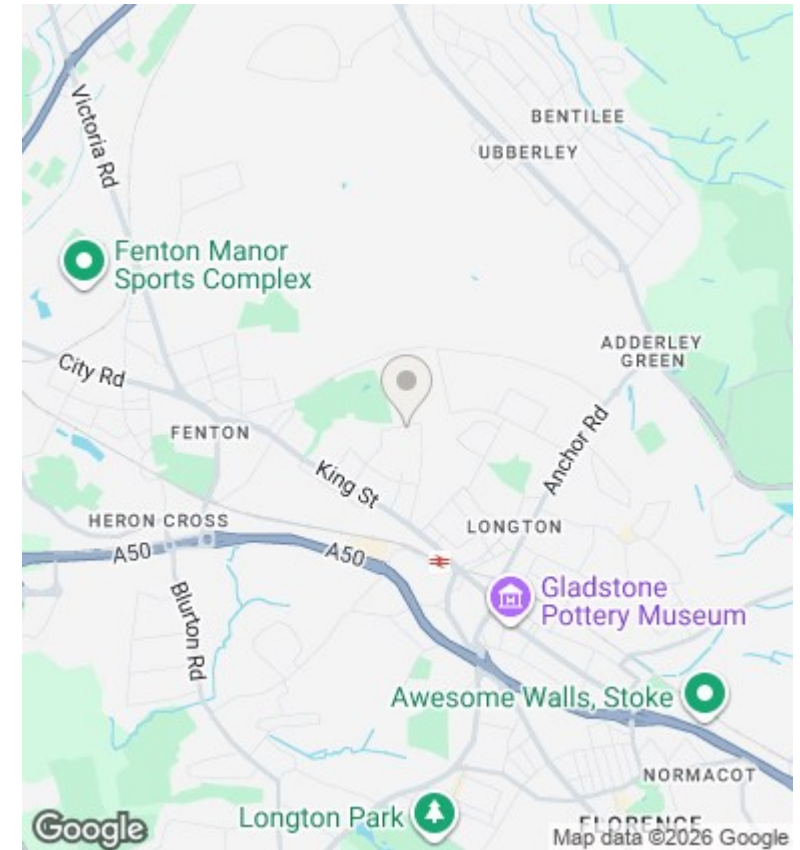 Victoria Rd
BENTILEE
UBBERLEY
Fenton Manor
Sports Complex
ADDERLEY
GREEN
City Rd
FENTON
Anchor Rd
King St
HERON CROSS
LONGTON
A50
A50
Gladstone
Pottery Museum
Blurton Rd
Awesome Walls, Stoke
NORMACOT
Longton Park
FLORENCE
Google
Map data ©2026 Google